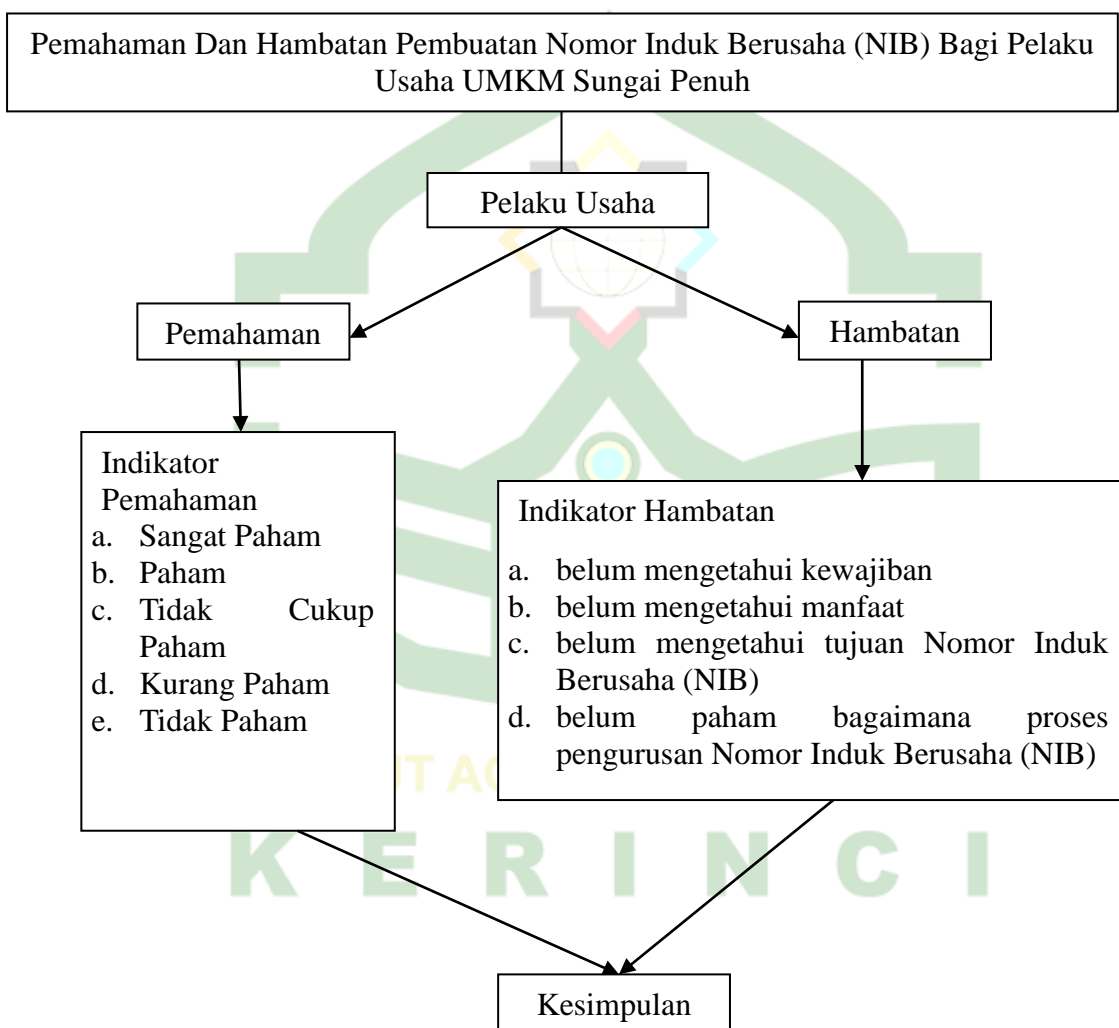 Pemahaman Dan Hambatan Pembuatan Nomor Induk Berusaha (NIB) Bagi Pelaku
Usaha UMKM Sungai Penuh
Pelaku Usaha
Pemahaman
Hambatan
Indikator
Pemahaman
a. Sangat Paham
b. Paham
c. Tidak Cukup
Paham
d. Kurang Paham
e. Tidak Paham
Indikator Hambatan
a. belum mengetahui kewajiban
b. belum mengetahui manfaat
c. belum mengetahui tujuan Nomor Induk
Berusaha (NIB)
d. belum paham bagaimana proses
pengurusan Nomor Induk Berusaha (NIB)
KERINCI
Kesimpulan